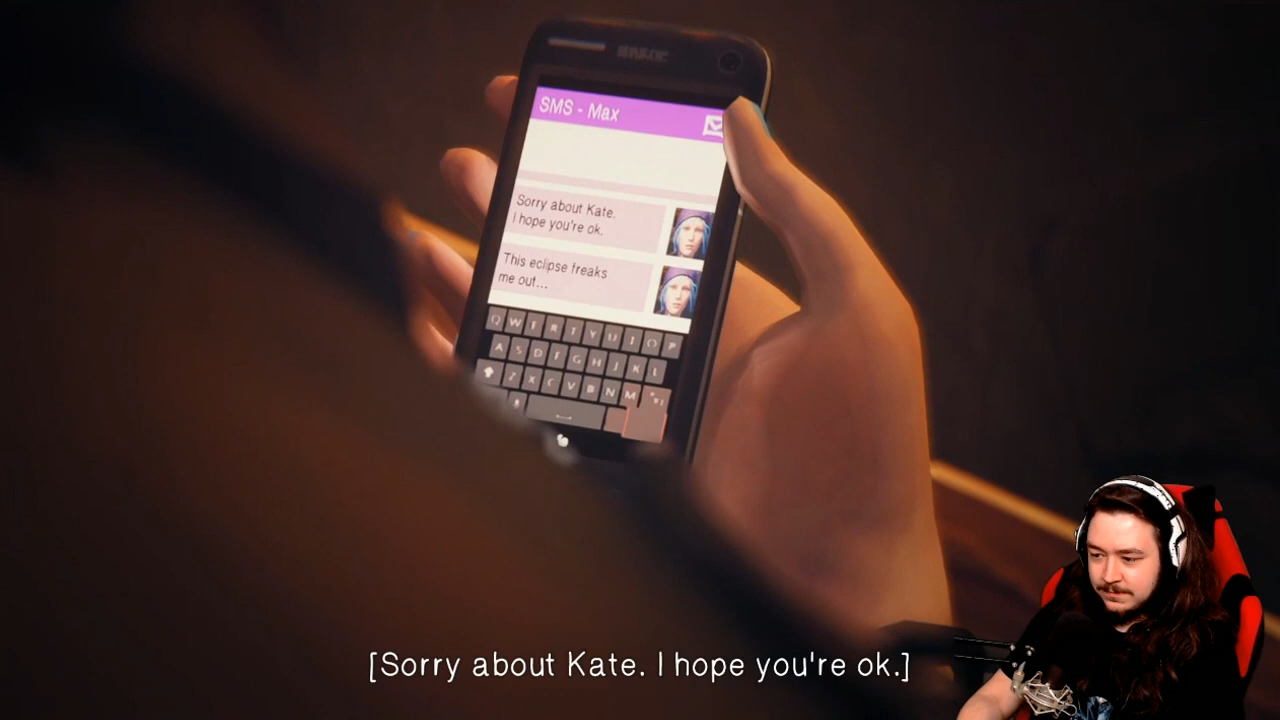 SMS - Max
Sorry about Kate.
I hope you're ok.
This eclipse freaks
me out...
Q W E R T Y U I O P
A S D F G H J K L
Z X C V B N M
[Sorry about Kate. I hope you're ok.]